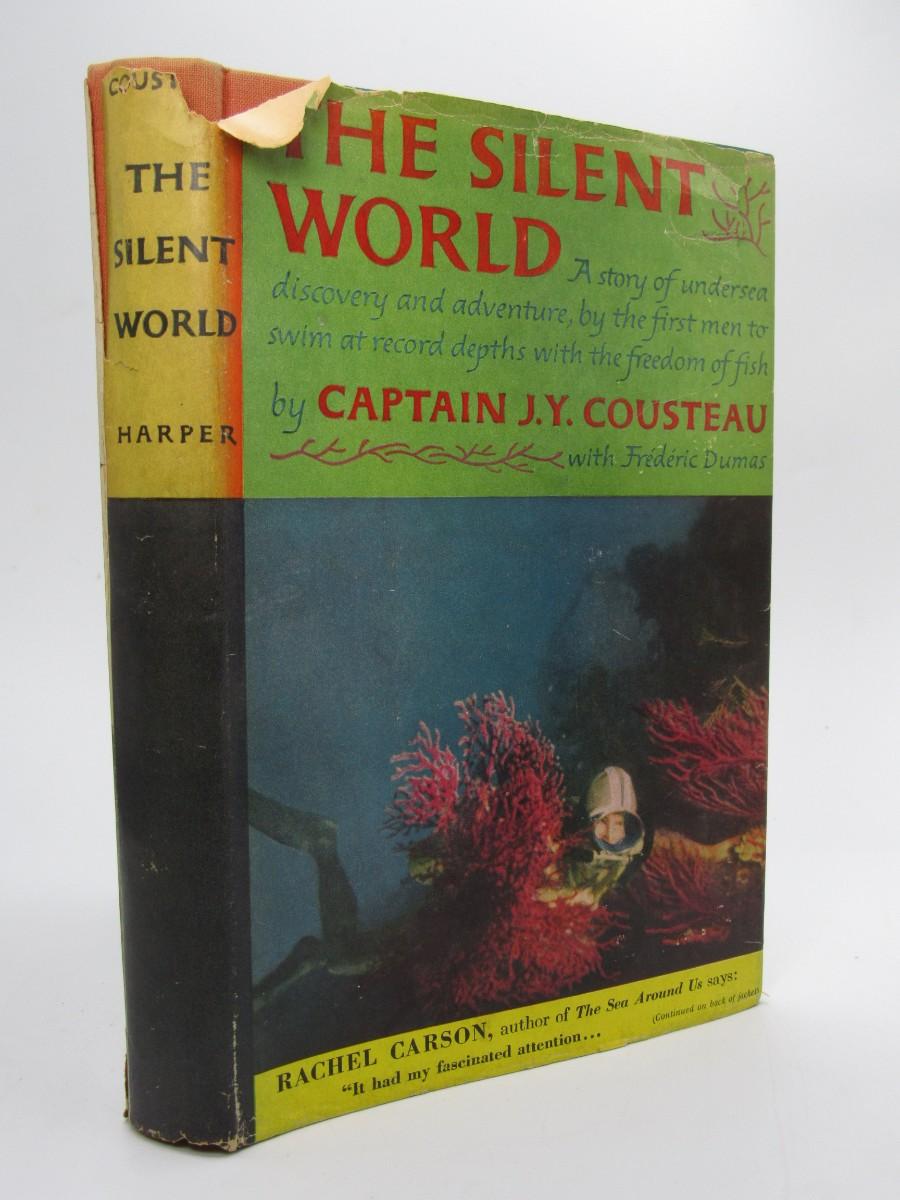 COUST
THE
SILENT
WORLD
HARPER
THE SILENT
WORLD
A story of undersea
discovery and adventure, by the first men to
swim at record depths with the freedom of fish
by CAPTAIN J.Y. COUSTEAU
with Frédéric Dumas
RACHEL CARSON, author of The Sea Around Us says:
“It had my fascinated attention...
(Continued on back of jacket)